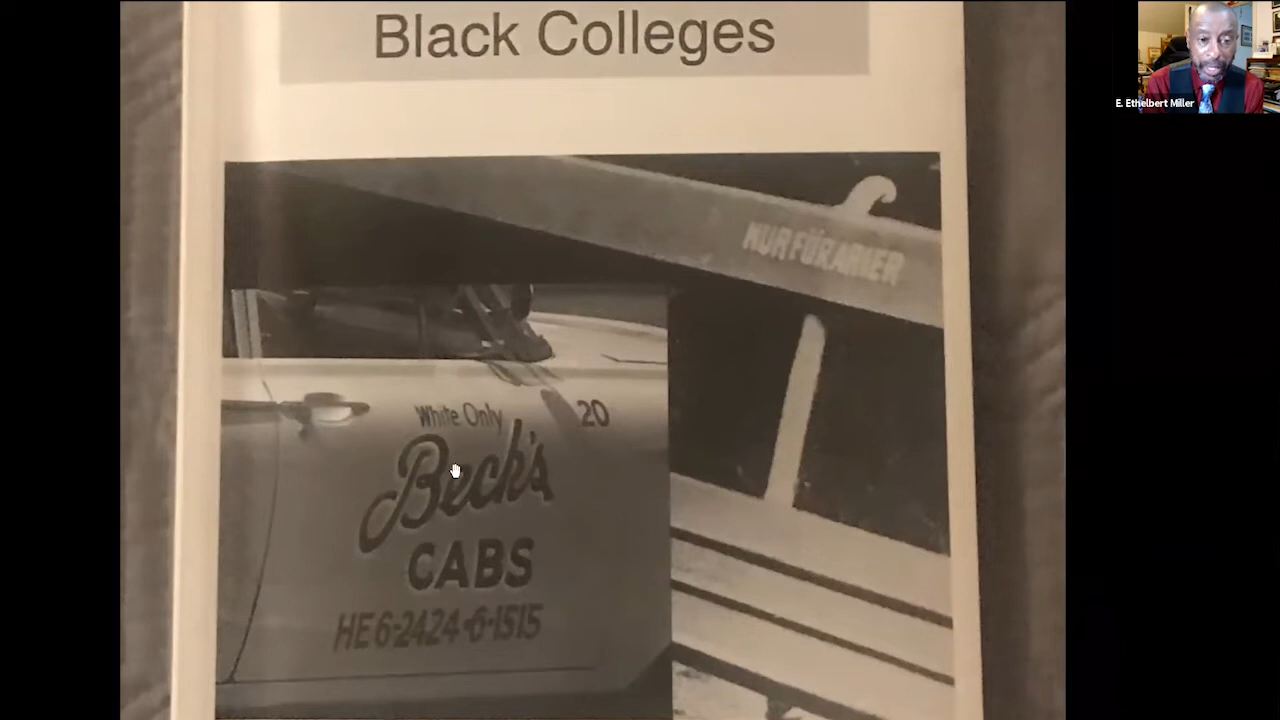 Black Colleges
E. Ethelbert Miller
NUR FÜR ARIER
White Only
20
Beck's
CABS
HE 6-2424-6-1515